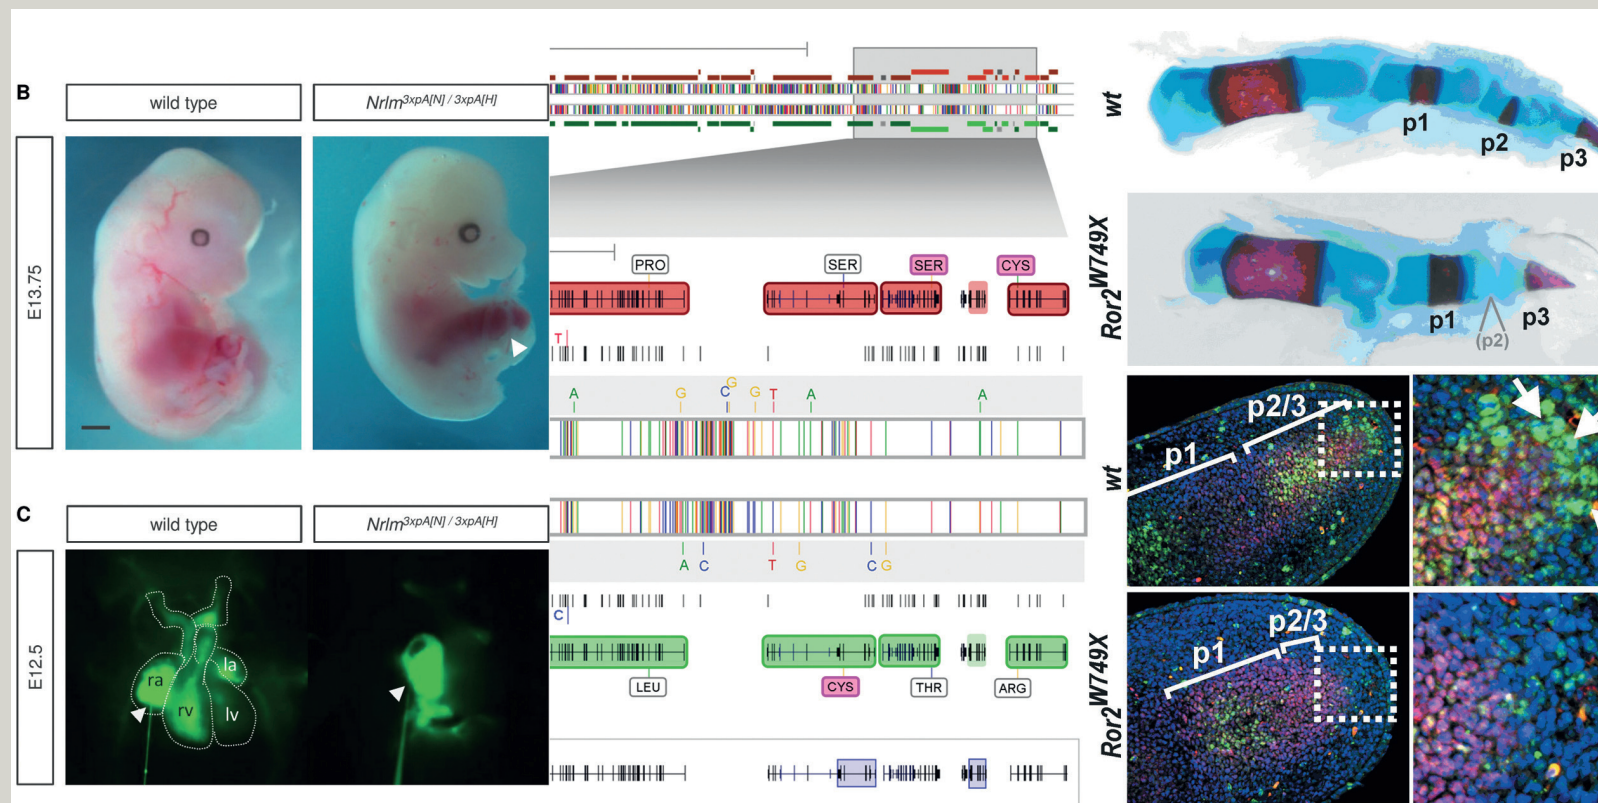 B
wild type
Nrlm3xpA[N] / 3xpA[H]
E13.75
C
wild type
Nrlm3xpA[N] / 3xpA[H]
E12.5
ra
la
rv
lv
PRO
SER
SER
CYS
T
A
G
C
G
G
T
A
A
A
C
T
G
C
G
C
LEU
CYS
THR
ARG
wt
p1
p2
p3
Ror2W749X
p1
(p2)
p3
wt
p1
p2/3
Ror2W749X
p1
p2/3